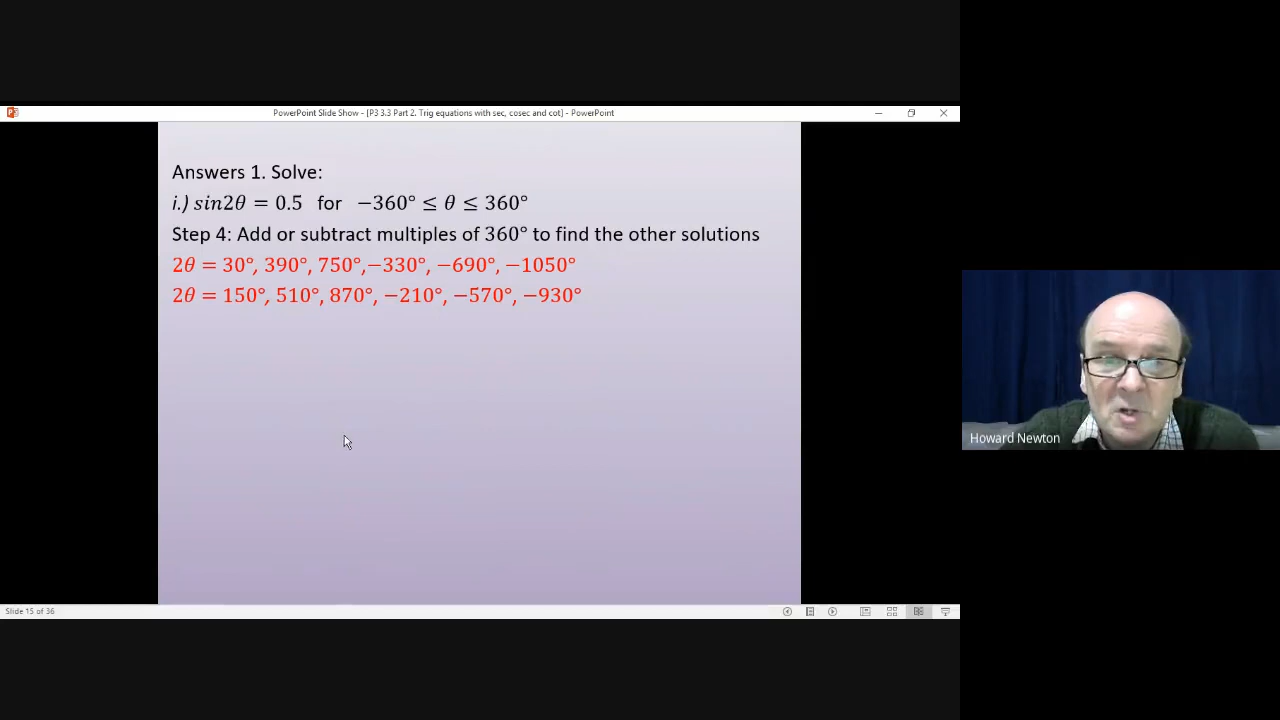 PowerPoint Slide Show - [P3 3.3 Part 2. Trig equations with sec, cosec and cot] - PowerPoint
Answers 1. Solve:
i.) sin2θ = 0.5 for −360° ≤ θ ≤ 360°
Step 4: Add or subtract multiples of 360° to find the other solutions
2θ = 30°, 390°, 750°,−330°, −690°, −1050°
2θ = 150°, 510°, 870°, −210°, −570°, −930°
Howard Newton
Slide 15 of 36